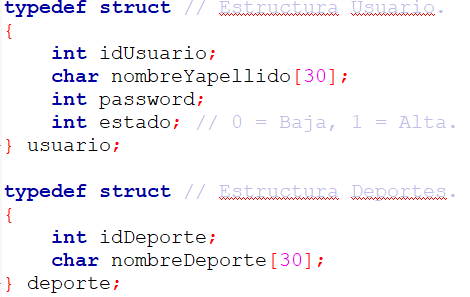 typedef struct // Estructura Usuario.
{
int idUsuario;
char nombreYapellido[30];
int password;
int estado; // 0 = Baja, 1 = Alta.
} usuario;
typedef struct // Estructura Deportes.
{
int idDeporte;
char nombreDeporte[30];
} deporte;